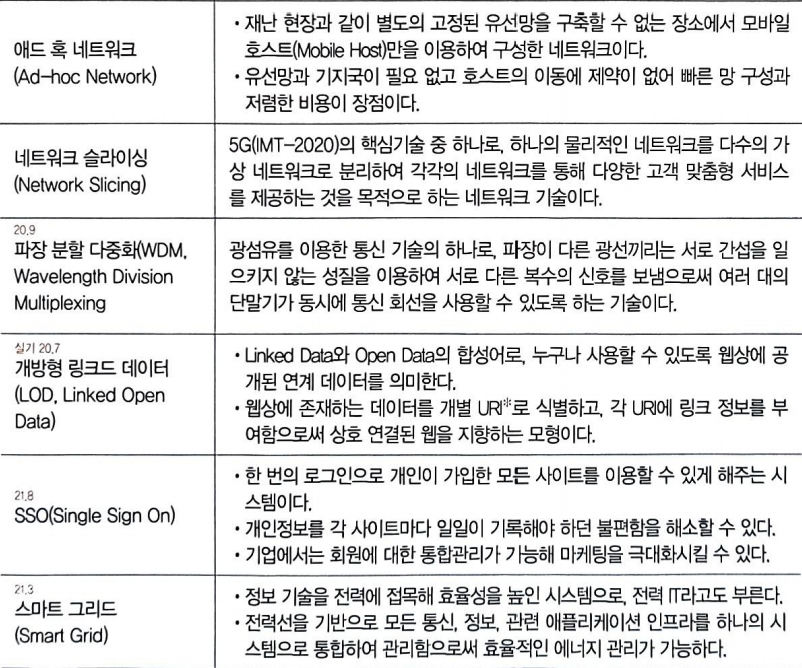 애드 혹 네트워크
(Ad-hoc Network)
• 재난 현장과 같이 별도의 고정된 유선망을 구축할 수 없는 장소에서 모바일
호스트(Mobile Host)만을 이용하여 구성한 네트워크이다.
• 유선망과 기지국이 필요 없고 호스트의 이동에 제약이 없어 빠른 망 구성과
저렴한 비용이 장점이다.
네트워크 슬라이싱
(Network Slicing)
5G(IMT-2020)의 핵심기술 중 하나로, 하나의 물리적인 네트워크를 다수의 가
상 네트워크로 분리하여 각각의 네트워크를 통해 다양한 고객 맞춤형 서비스
를 제공하는 것을 목적으로 하는 네트워크 기술이다.
20.9
파장 분할 다중화(WDM,
Wavelength Division
Multiplexing
광섬유를 이용한 통신 기술의 하나로, 파장이 다른 광선끼리는 서로 간섭을 일
으키지 않는 성질을 이용하여 서로 다른 복수의 신호를 보냄으로써 여러 대의
단말기가 동시에 통신 회선을 사용할 수 있도록 하는 기술이다.
실기 20.7
개방형 링크드 데이터
(LOD, Linked Open
Data)
• Linked Data와 Open Data의 합성어로, 누구나 사용할 수 있도록 웹상에 공
개된 연계 데이터를 의미한다.
• 웹상에 존재하는 데이터를 개별 URI※로 식별하고, 각 URI에 링크 정보를 부
여함으로써 상호 연결된 웹을 지향하는 모형이다.
21.8
SSO(Single Sign On)
• 한 번의 로그인으로 개인이 가입한 모든 사이트를 이용할 수 있게 해주는 시
스템이다.
• 개인정보를 각 사이트마다 일일이 기록해야 하던 불편함을 해소할 수 있다.
• 기업에서는 회원에 대한 통합관리가 가능해 마케팅을 극대화시킬 수 있다.
21.3
스마트 그리드
(Smart Grid)
• 정보 기술을 전력에 접목해 효율성을 높인 시스템으로, 전력 IT라고도 부른다.
• 전력선을 기반으로 모든 통신, 정보, 관련 애플리케이션 인프라를 하나의 시
스템으로 통합하여 관리함으로써 효율적인 에너지 관리가 가능하다.